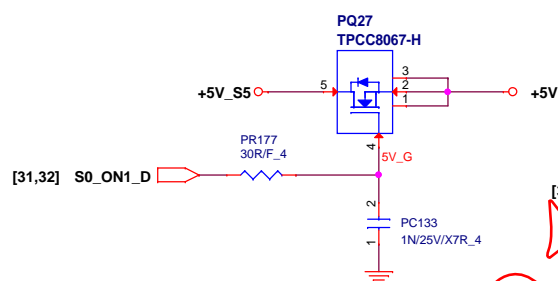 PQ27
TPCC8067-H
+5V_S5
5
3
2
1
+5V
4
5V_G
PR177
30R/F_4
[31,32] S0_ON1_D
[3
2
PC133
1
1N/25V/X7R_4